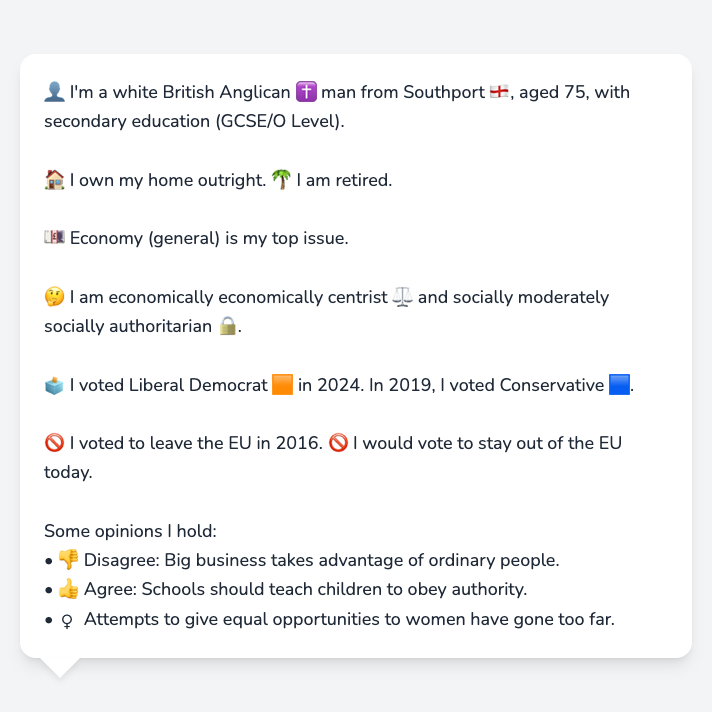 👤 I'm a white British Anglican ✝️ man from Southport 🏴󠁧󠁢󠁥󠁮󠁧󠁿, aged 75, with
secondary education (GCSE/O Level).
🏠 I own my home outright. 🌴 I am retired.
💷 Economy (general) is my top issue.
🤔 I am economically economically centrist ⚖️ and socially moderately
socially authoritarian 🔒.
🗳️ I voted Liberal Democrat 🟧 in 2024. In 2019, I voted Conservative 🟦.
🚫 I voted to leave the EU in 2016. 🚫 I would vote to stay out of the EU
today.
Some opinions I hold:
• 👎 Disagree: Big business takes advantage of ordinary people.
• 👍 Agree: Schools should teach children to obey authority.
• ♀ Attempts to give equal opportunities to women have gone too far.